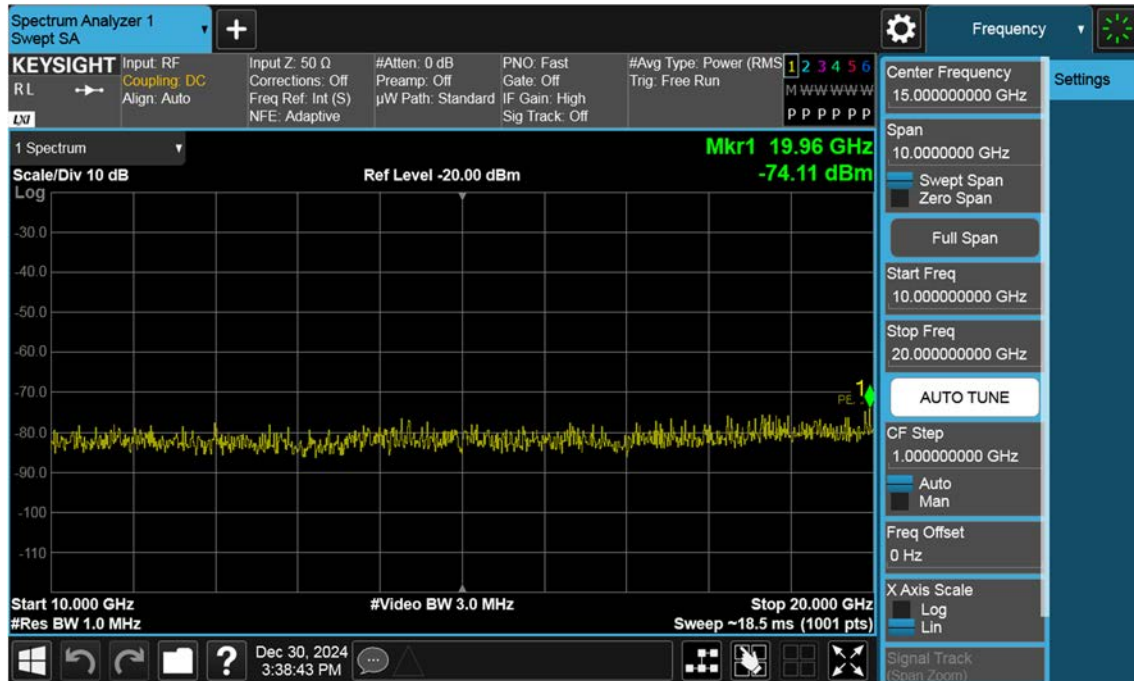 Spectrum Analyzer 1
Swept SA
Frequency
KEYSIGHT
RL
LXI
Input: RF
Coupling: DC
Align: Auto
Input Z: 50 Ω
Corrections: Off
Freq Ref: Int (S)
NFE: Adaptive
#Atten: 0 dB
Preamp: Off
µW Path: Standard
PNO: Fast
Gate: Off
IF Gain: High
Sig Track: Off
#Avg Type: Power (RMS
Trig: Free Run
1 2 3 4 5 6
M W W W W W
P P P P P P
1 Spectrum
Mkr1 19.96 GHz
-74.11 dBm
Scale/Div 10 dB
Ref Level -20.00 dBm
Log
-30.0
-40.0
-50.0
-60.0
-70.0
-80.0
-90.0
-100
-110
1
Start 10.000 GHz
#Video BW 3.0 MHz
Stop 20.000 GHz
#Res BW 1.0 MHz
Sweep ~18.5 ms (1001 pts)
Dec 30, 2024
3:38:43 PM
Center Frequency
15.000000000 GHz
Span
10.0000000 GHz
Swept Span
Zero Span
Full Span
Start Freq
10.000000000 GHz
Stop Freq
20.000000000 GHz
AUTO TUNE
CF Step
1.000000000 GHz
Auto
Man
Freq Offset
0 Hz
X Axis Scale
Log
Lin
Signal Track
(Span Zoom)
Settings